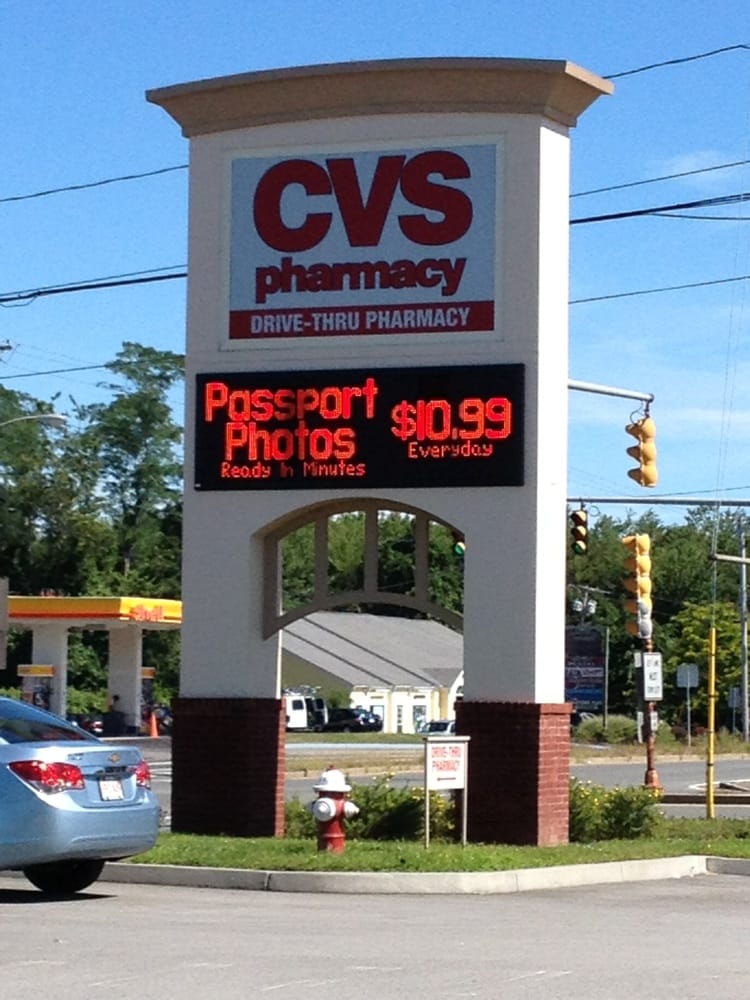 CVS
pharmacy
DRIVE-THRU PHARMACY
Passport
Photos
Ready In Minutes
$10.99
Everyday
Shell
DRIVE-THRU
PHARMACY